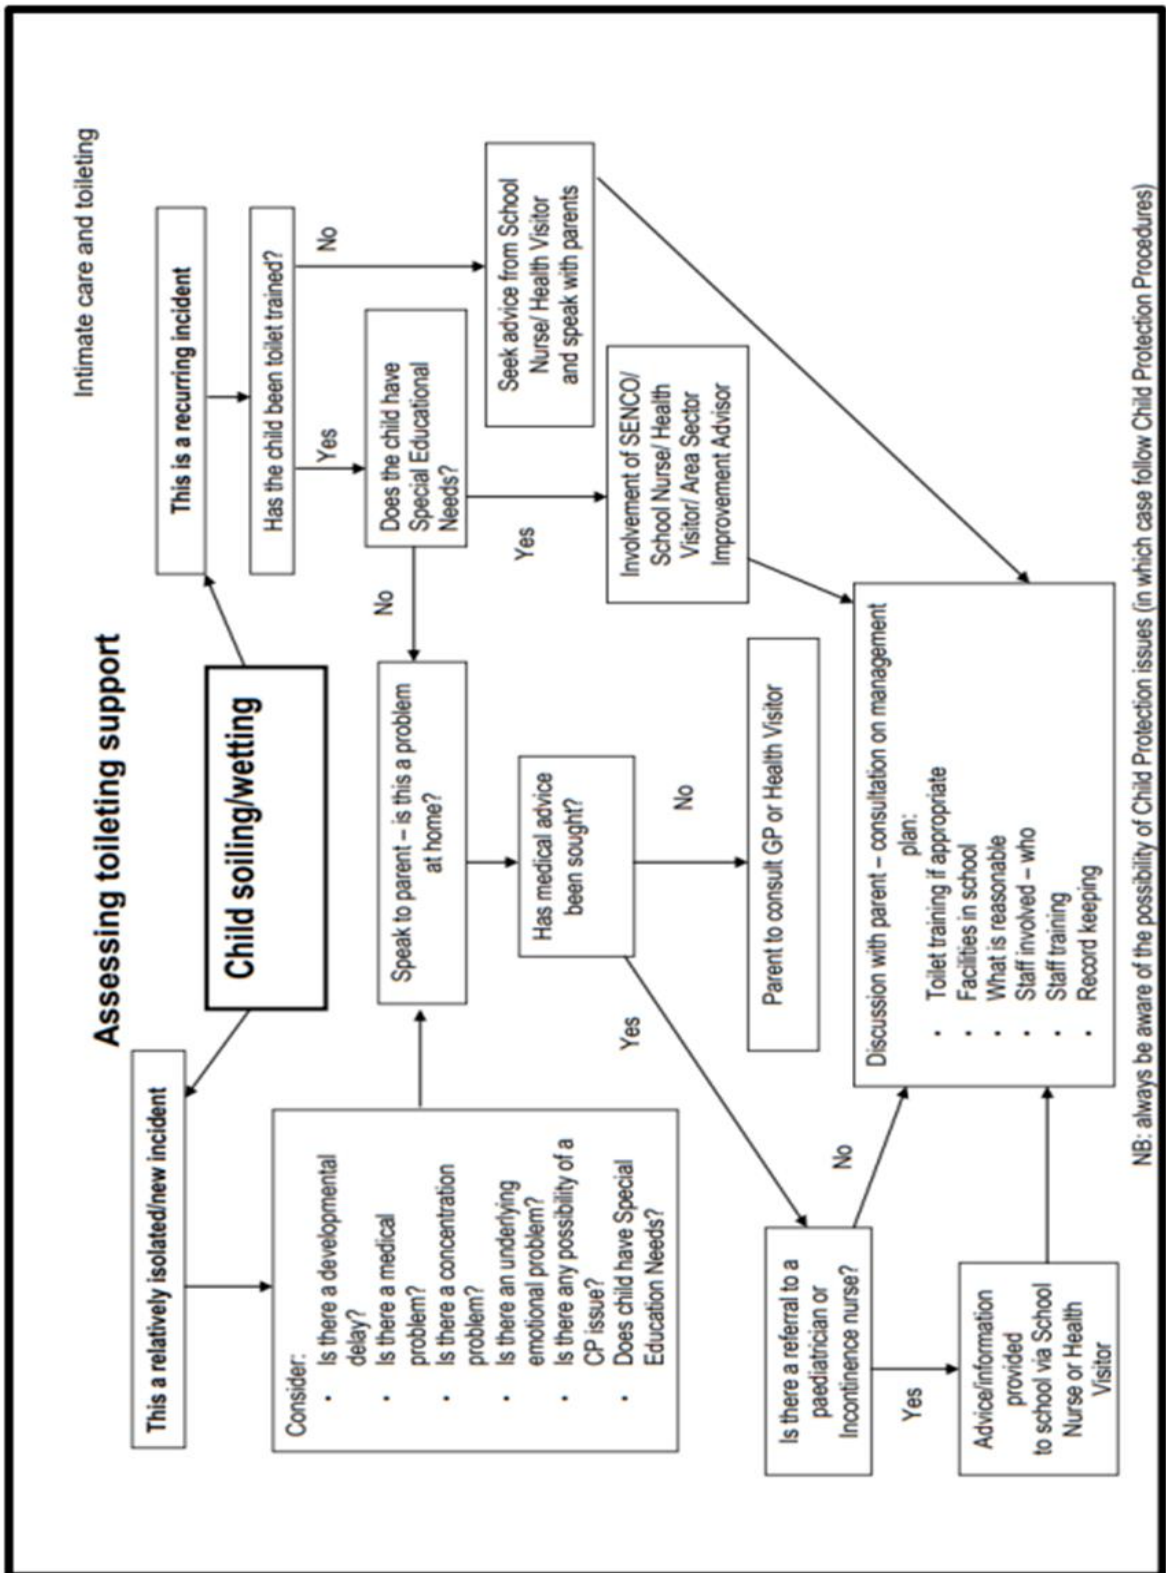 Intimate care and toileting
Assessing toileting support
Child soiling/wetting
This a relatively isolated/new incident
This is a recurring incident
Consider:
· Is there a developmental
delay?
· Is there a medical
problem?
· Is there a concentration
problem?
· Is there an underlying
emotional problem?
· Is there any possibility of a
CP issue?
· Does child have Special
Education Needs?
Has the child been toilet trained?
Yes
No
Does the child have
Special Educational
Needs?
No
Yes
Seek advice from School
Nurse/ Health Visitor
and speak with parents
Speak to parent – is this a problem
at home?
Involvement of SENCO/
School Nurse/ Health
Visitor/ Area Sector
Improvement Advisor
Has medical advice
been sought?
Yes
No
Parent to consult GP or Health Visitor
Is there a referral to a
paediatrician or
Incontinence nurse?
No
Yes
Advice/information
provided
to school via School
Nurse or Health
Visitor
Discussion with parent – consultation on management
plan:
· Toilet training if appropriate
· Facilities in school
· What is reasonable
· Staff involved – who
· Staff training
· Record keeping
NB: always be aware of the possibility of Child Protection issues (in which case follow Child Protection Procedures)